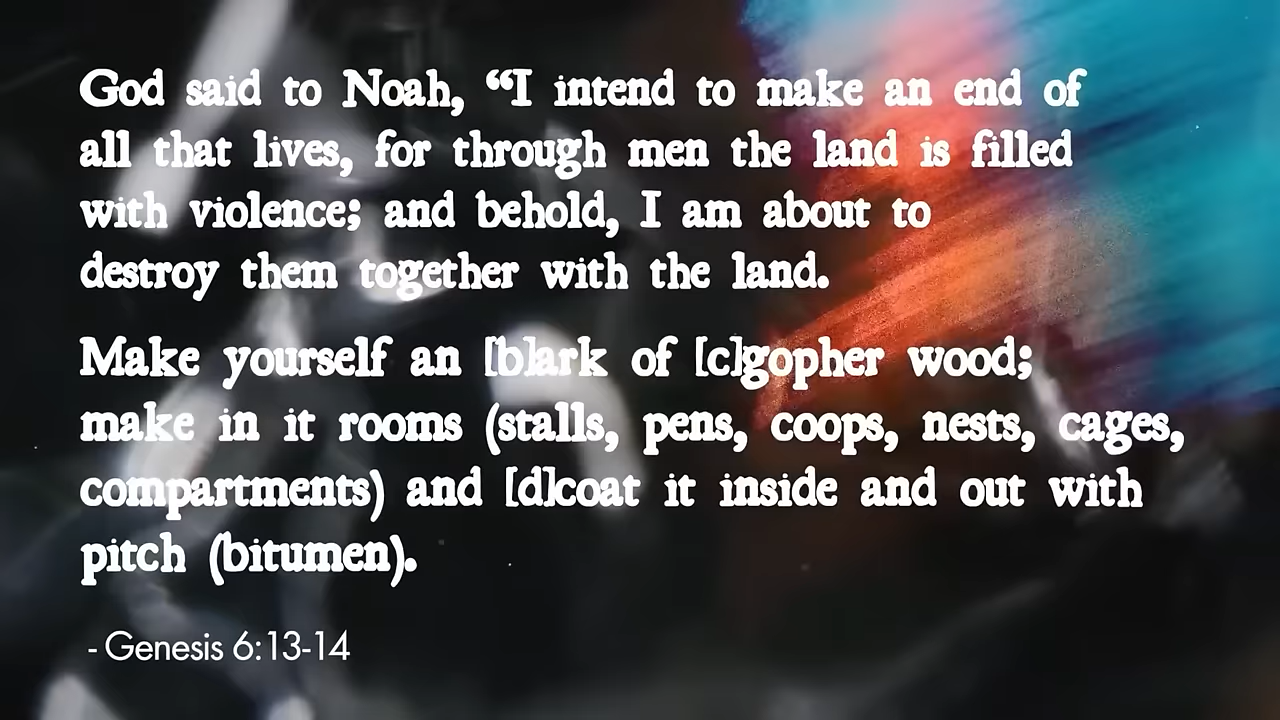 God said to Noah, “I intend to make an end of
all that lives, for through men the land is filled
with violence; and behold, I am about to
destroy them together with the land.
Make yourself an [b]ark of [c]gopher wood;
make in it rooms (stalls, pens, coops, nests, cages,
compartments) and [d]coat it inside and out with
pitch (bitumen).
- Genesis 6:13-14